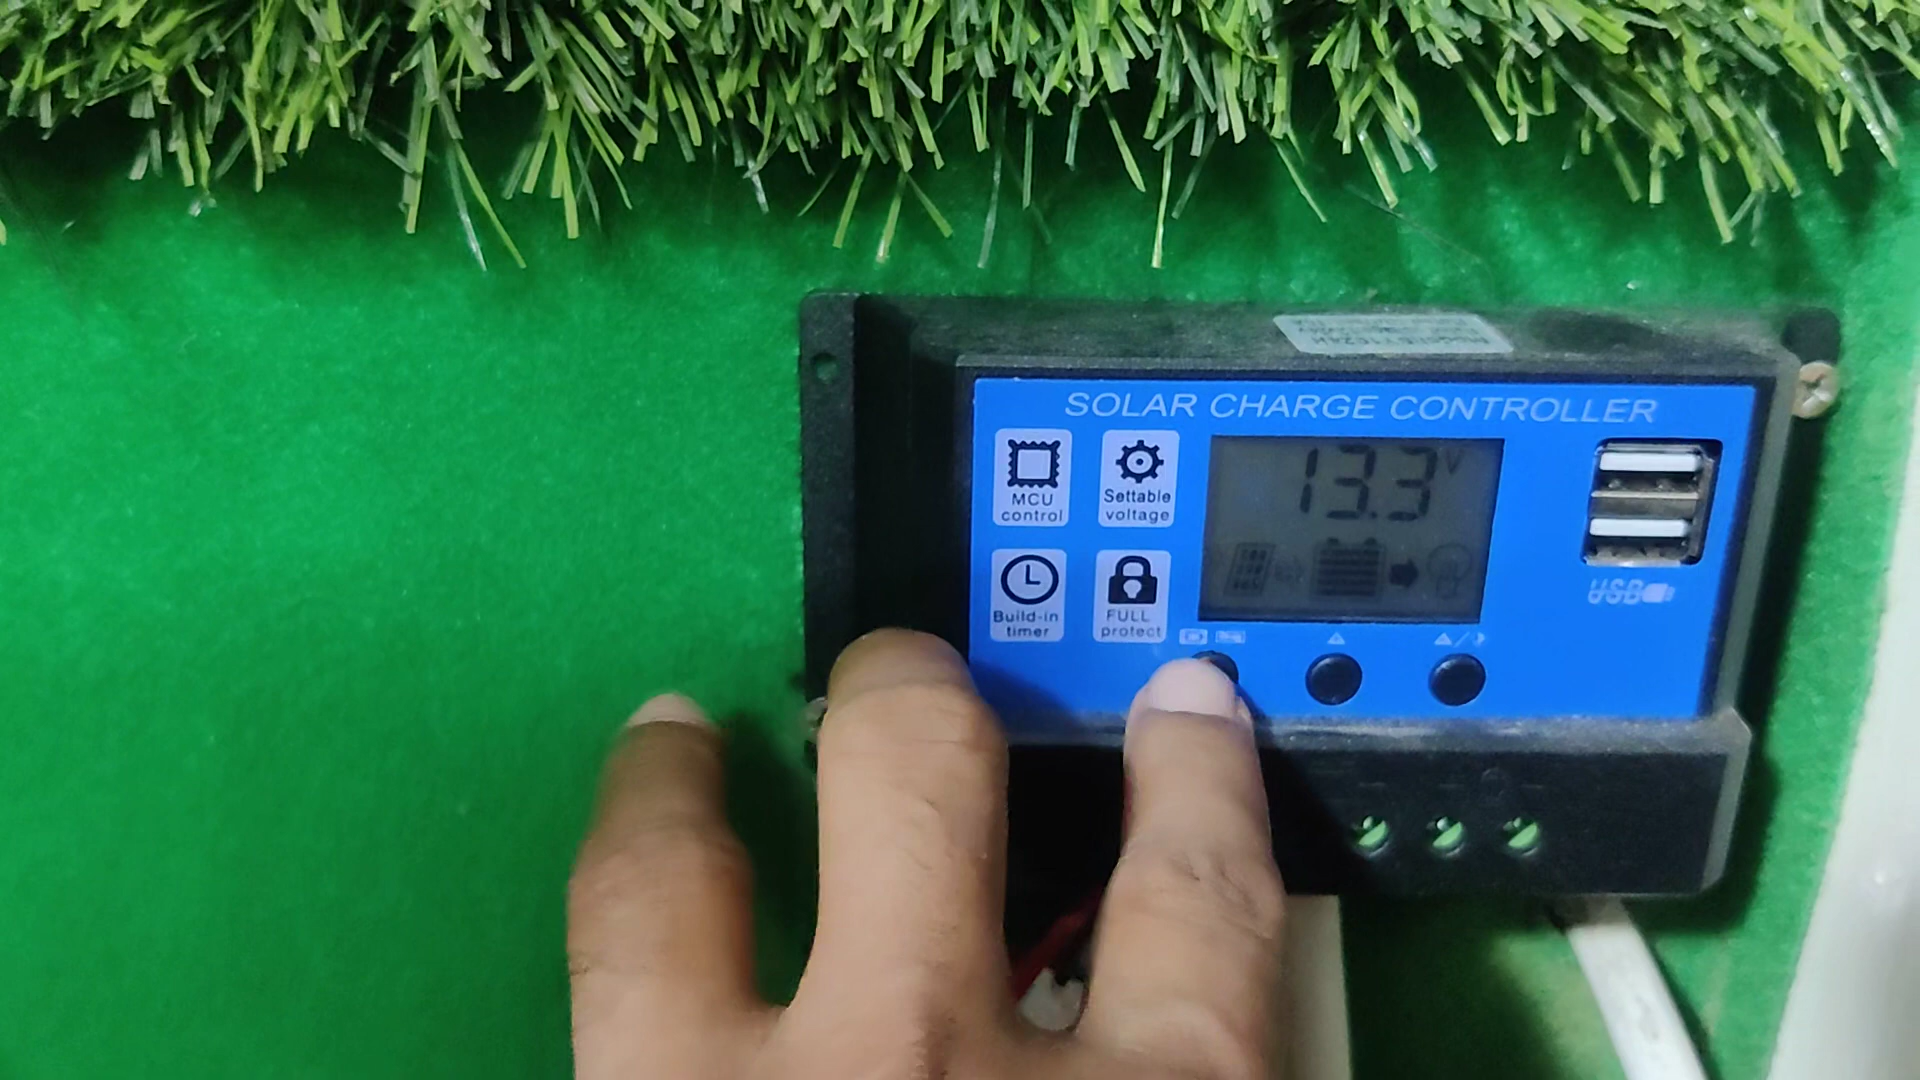 SOLAR CHARGE CONTROLLER
MCU
control
Settable
voltage
13.3V
Build-in
timer
FULL
protect
USB